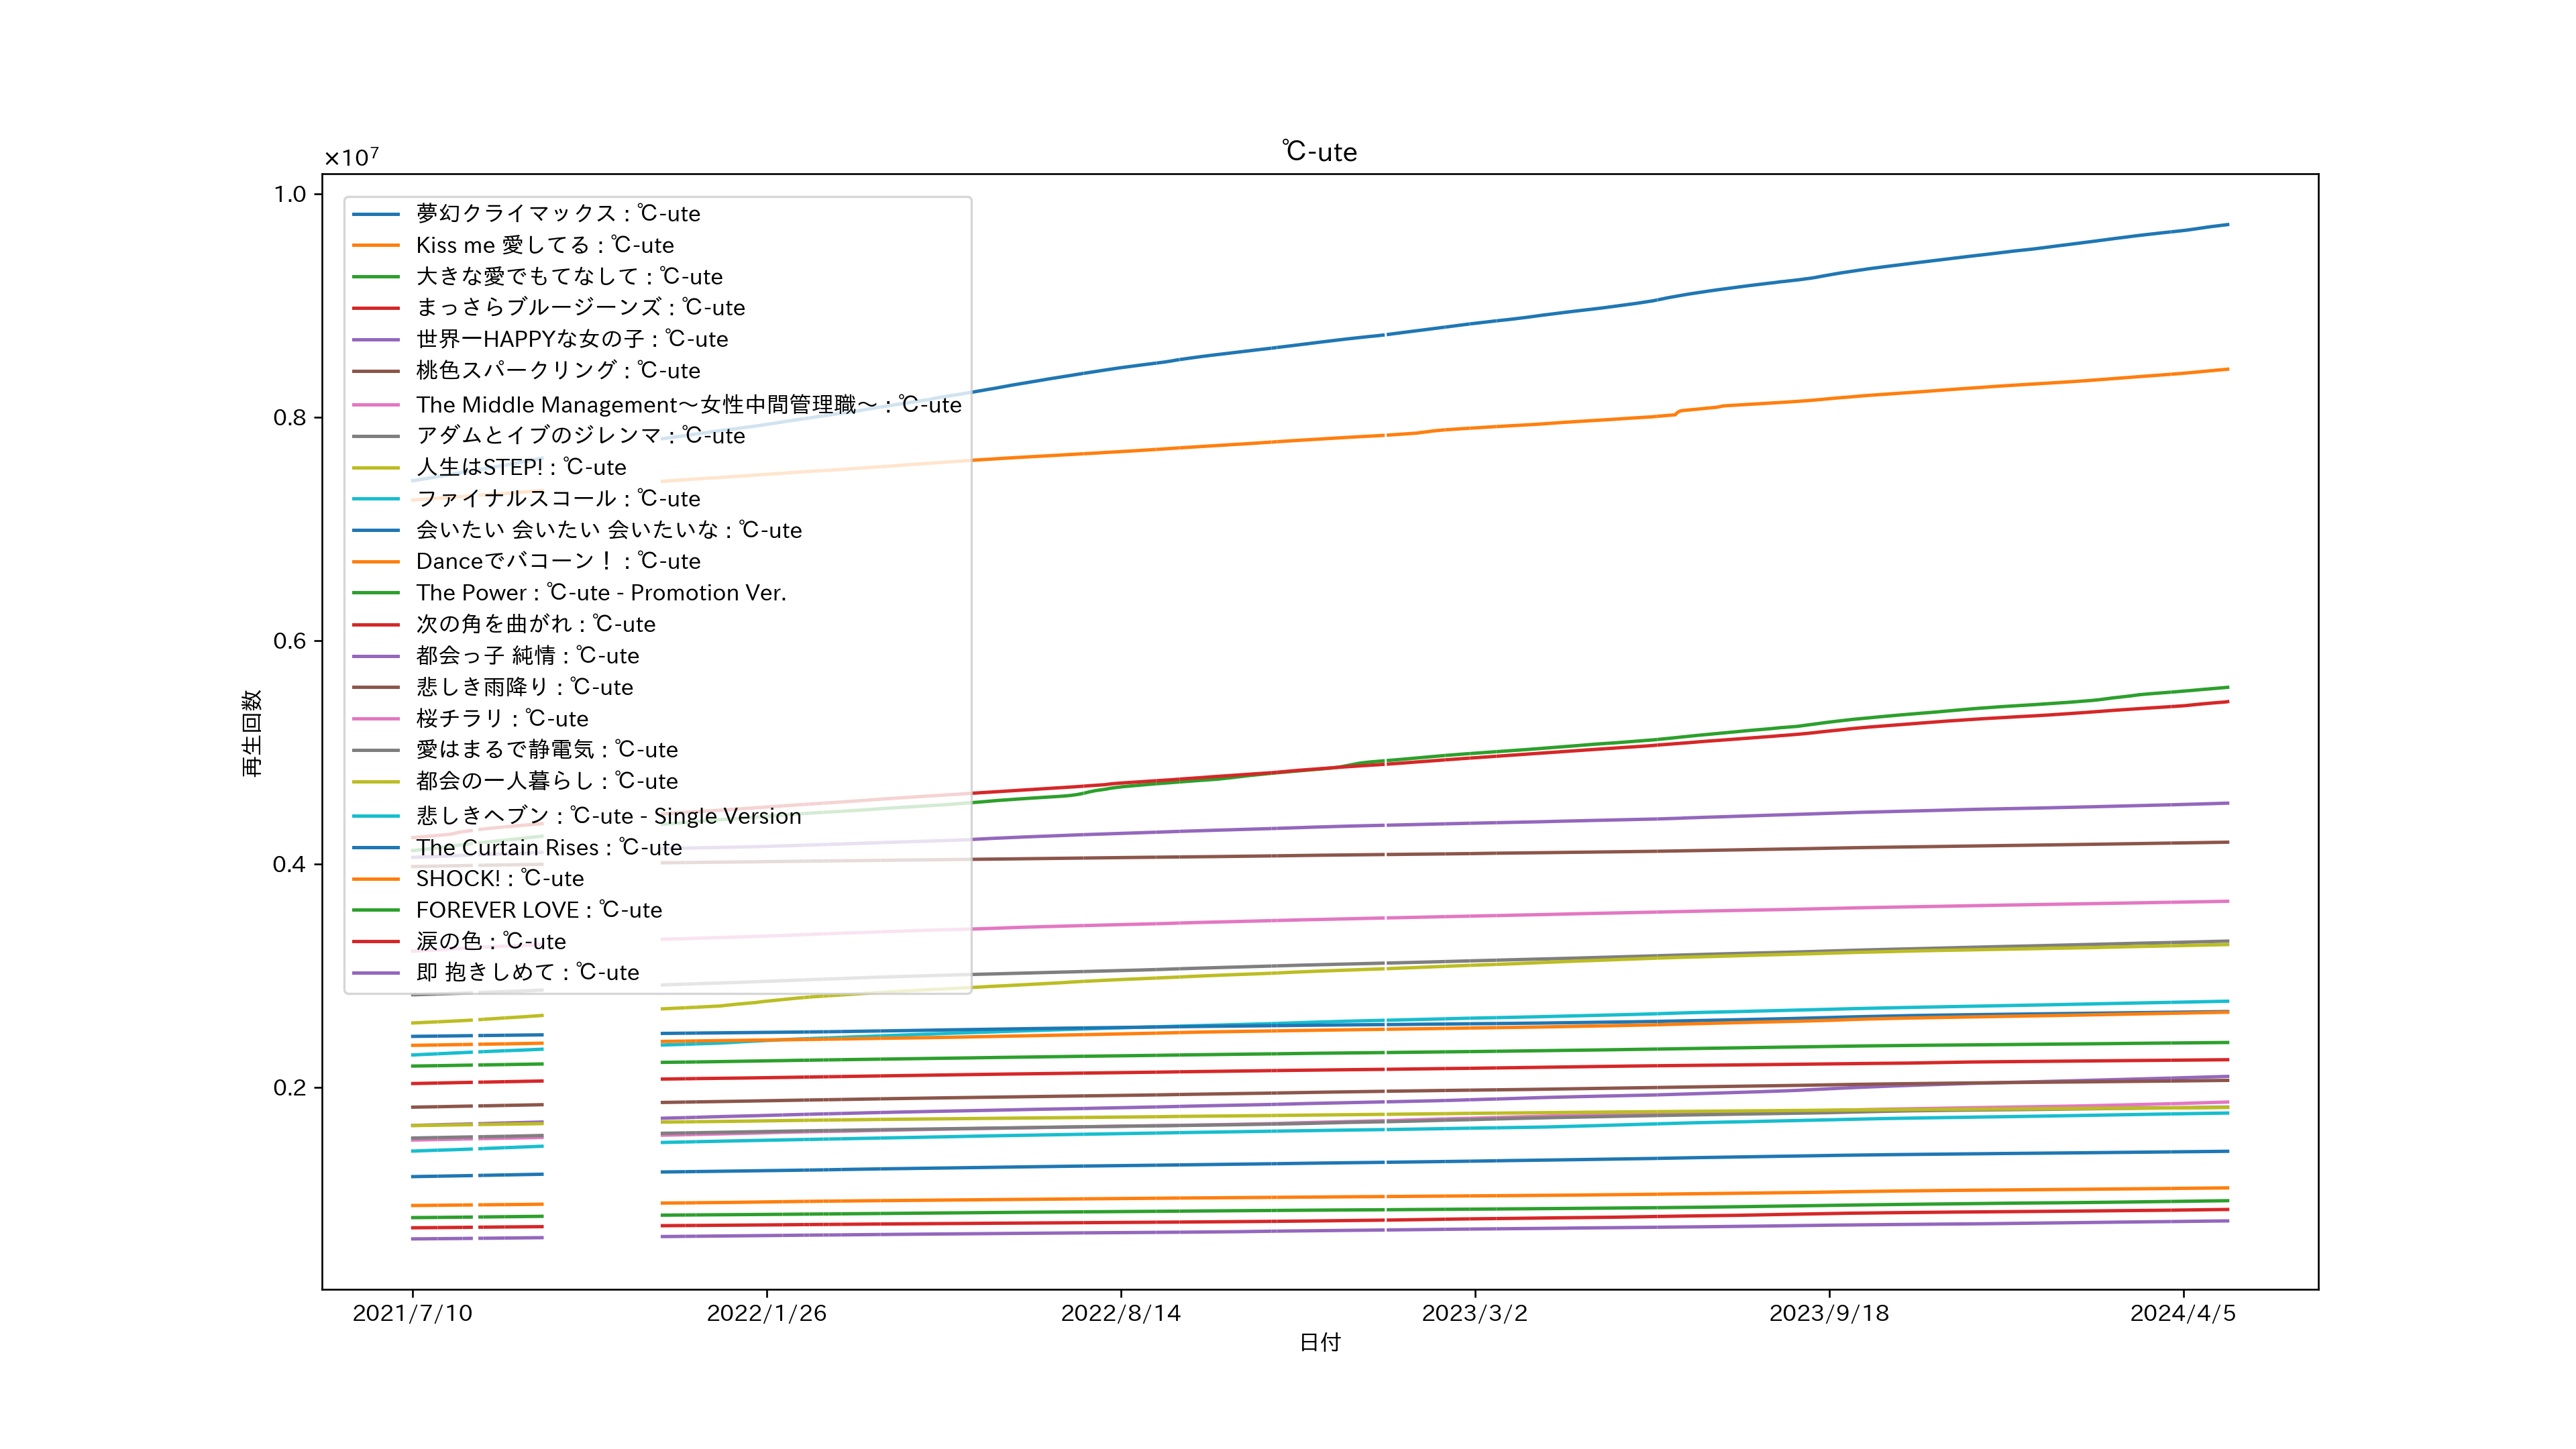 ℃-ute
×10⁷
1.0
0.8
0.6
0.4
0.2
再生回数
夢幻クライマックス : ℃-ute
Kiss me 愛してる : ℃-ute
大きな愛でもてなして : ℃-ute
まっさらブルージーンズ : ℃-ute
世界一HAPPYな女の子 : ℃-ute
桃色スパークリング : ℃-ute
The Middle Management〜女性中間管理職〜 : ℃-ute
アダムとイブのジレンマ : ℃-ute
人生はSTEP! : ℃-ute
ファイナルスコール : ℃-ute
会いたい 会いたい 会いたいな : ℃-ute
Danceでバコーン！ : ℃-ute
The Power : ℃-ute - Promotion Ver.
次の角を曲がれ : ℃-ute
都会っ子 純情 : ℃-ute
悲しき雨降り : ℃-ute
桜チラリ : ℃-ute
愛はまるで静電気 : ℃-ute
都会の一人暮らし : ℃-ute
悲しきヘブン : ℃-ute - Single Version
The Curtain Rises : ℃-ute
SHOCK! : ℃-ute
FOREVER LOVE : ℃-ute
涙の色 : ℃-ute
即 抱きしめて : ℃-ute
2021/7/10
2022/1/26
2022/8/14
2023/3/2
2023/9/18
2024/4/5
日付